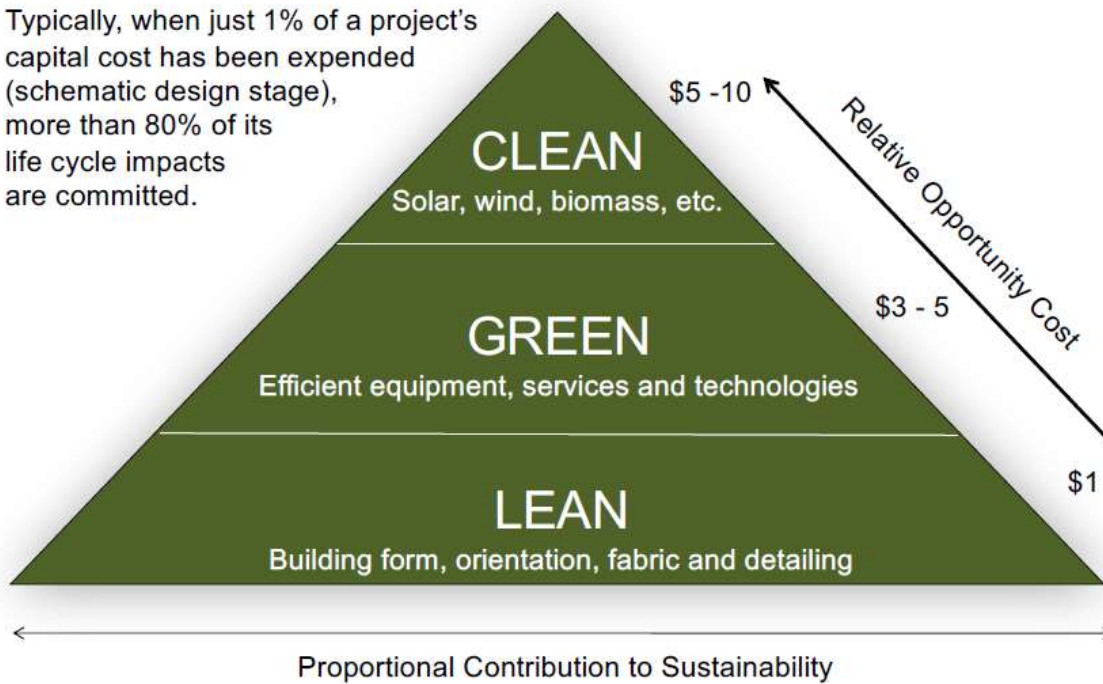 Typically, when just 1% of a project's
capital cost has been expended
(schematic design stage),
more than 80% of its
life cycle impacts
are committed.
$5 -10
Relative Opportunity Cost
CLEAN
Solar, wind, biomass, etc.
$3 - 5
GREEN
Efficient equipment, services and technologies
$1
LEAN
Building form, orientation, fabric and detailing
Proportional Contribution to Sustainability